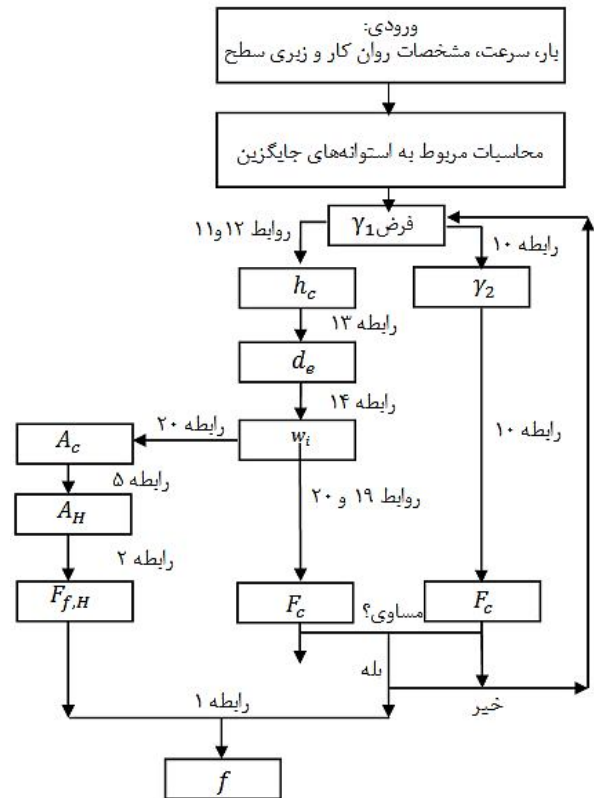 ورودی:
بار، سرعت، مشخصات روان کار و زبری سطح
محاسبات مربوط به استوانه‌های جایگزین
فرض γ₁
روابط ۱۲ و ۱۱
رابطه ۱۰
h_c
γ₂
رابطه ۱۳
d_e
رابطه ۱۴
رابطه ۲۰
w_i
A_c
رابطه ۱۰
رابطه ۵
روابط ۱۹ و ۲۰
A_H
رابطه ۲
F_{f,H}
F_c
F_c
مساوی؟
بله
خیر
رابطه ۱
f